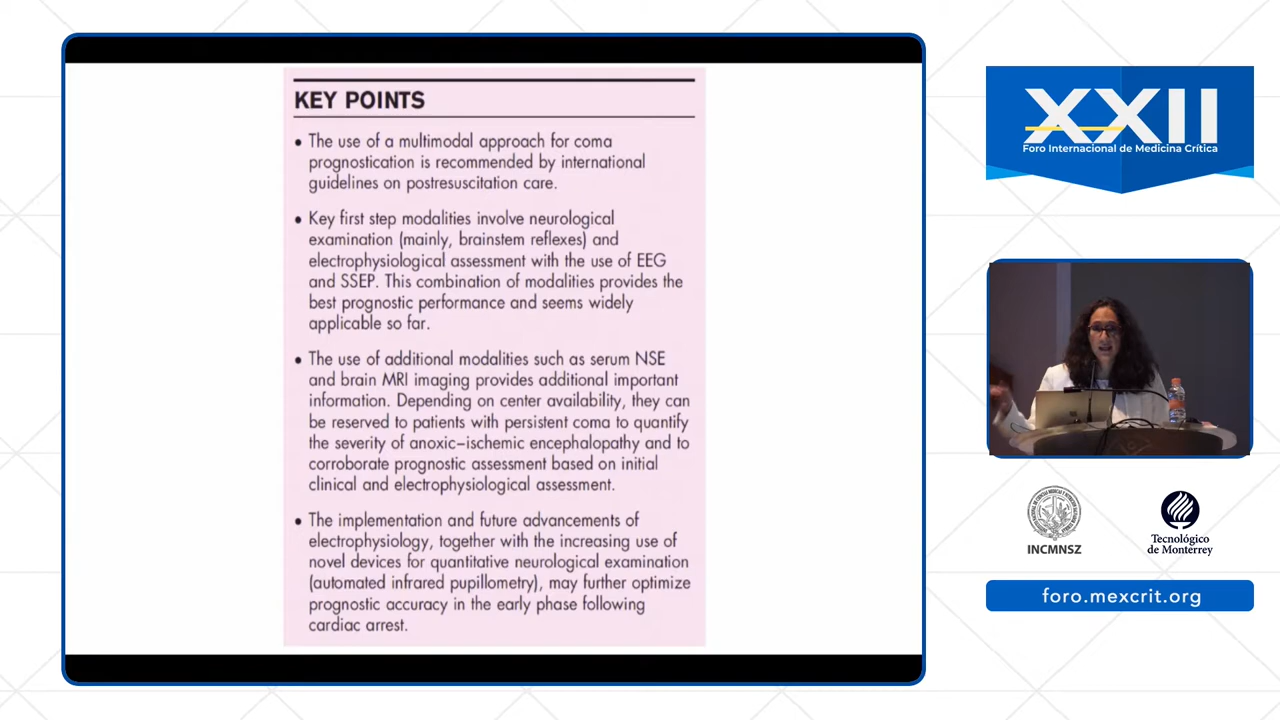 KEY POINTS
• The use of a multimodal approach for coma
prognostication is recommended by international
guidelines on postresuscitation care.
• Key first step modalities involve neurological
examination (mainly, brainstem reflexes) and
electrophysiological assessment with the use of EEG
and SSEP. This combination of modalities provides the
best prognostic performance and seems widely
applicable so far.
• The use of additional modalities such as serum NSE
and brain MRI imaging provides additional important
information. Depending on center availability, they can
be reserved to patients with persistent coma to quantify
the severity of anoxic–ischemic encephalopathy and to
corroborate prognostic assessment based on initial
clinical and electrophysiological assessment.
• The implementation and future advancements of
electrophysiology, together with the increasing use of
novel devices for quantitative neurological examination
(automated infrared pupillometry), may further optimize
prognostic accuracy in the early phase following
cardiac arrest.
XXII
Foro Internacional de Medicina Crítica
INCMNSZ
Tecnológico
de Monterrey
foro.mexcrit.org